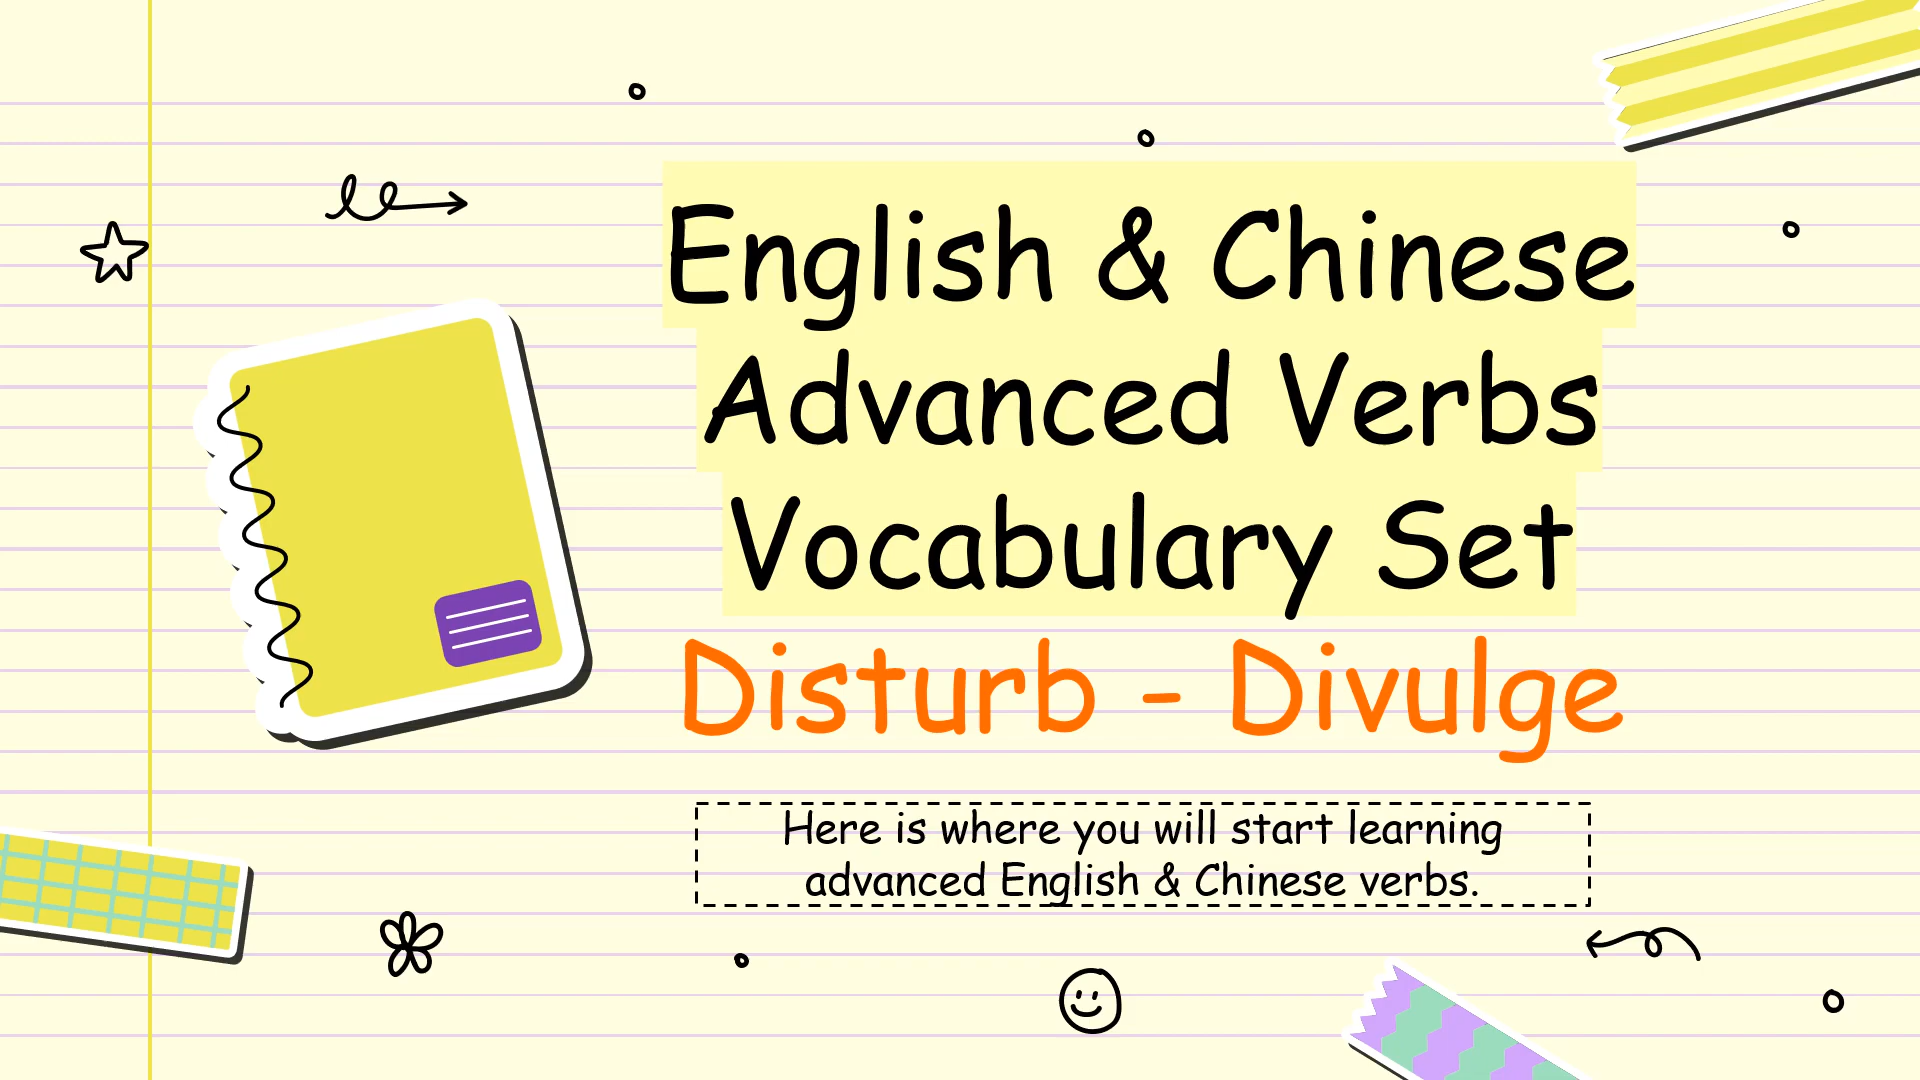 English & Chinese
Advanced Verbs
Vocabulary Set
Disturb - Divulge
Here is where you will start learning
advanced English & Chinese verbs.